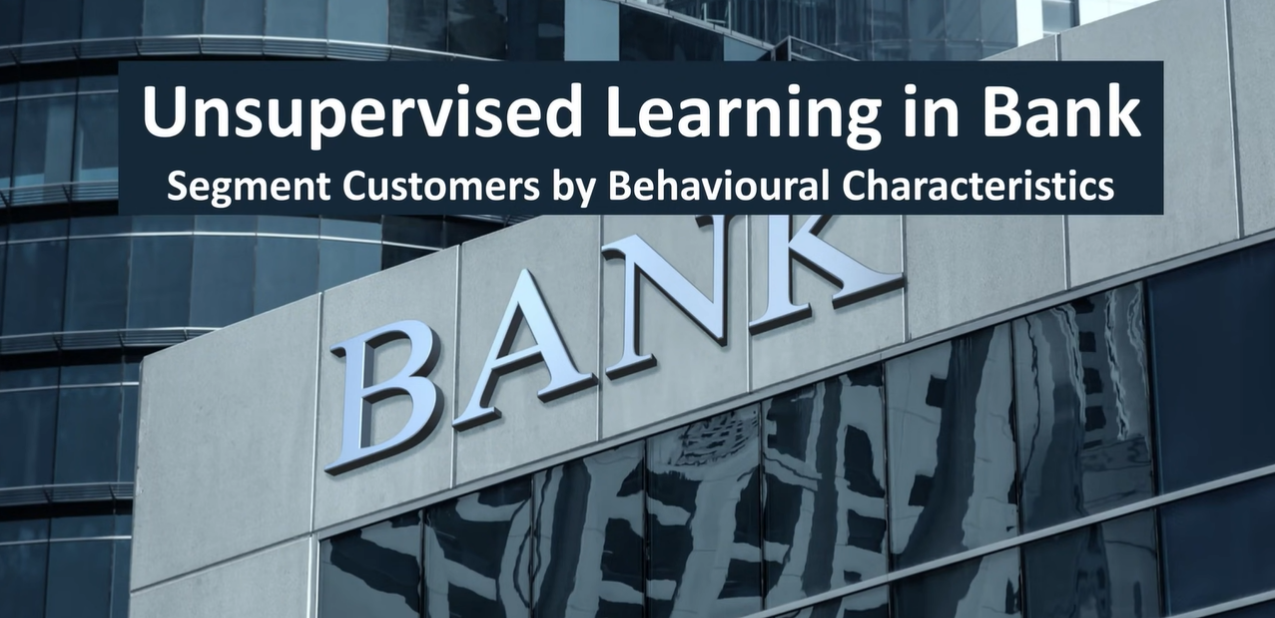 Unsupervised Learning in Bank
Segment Customers by Behavioural Characteristics
BANK